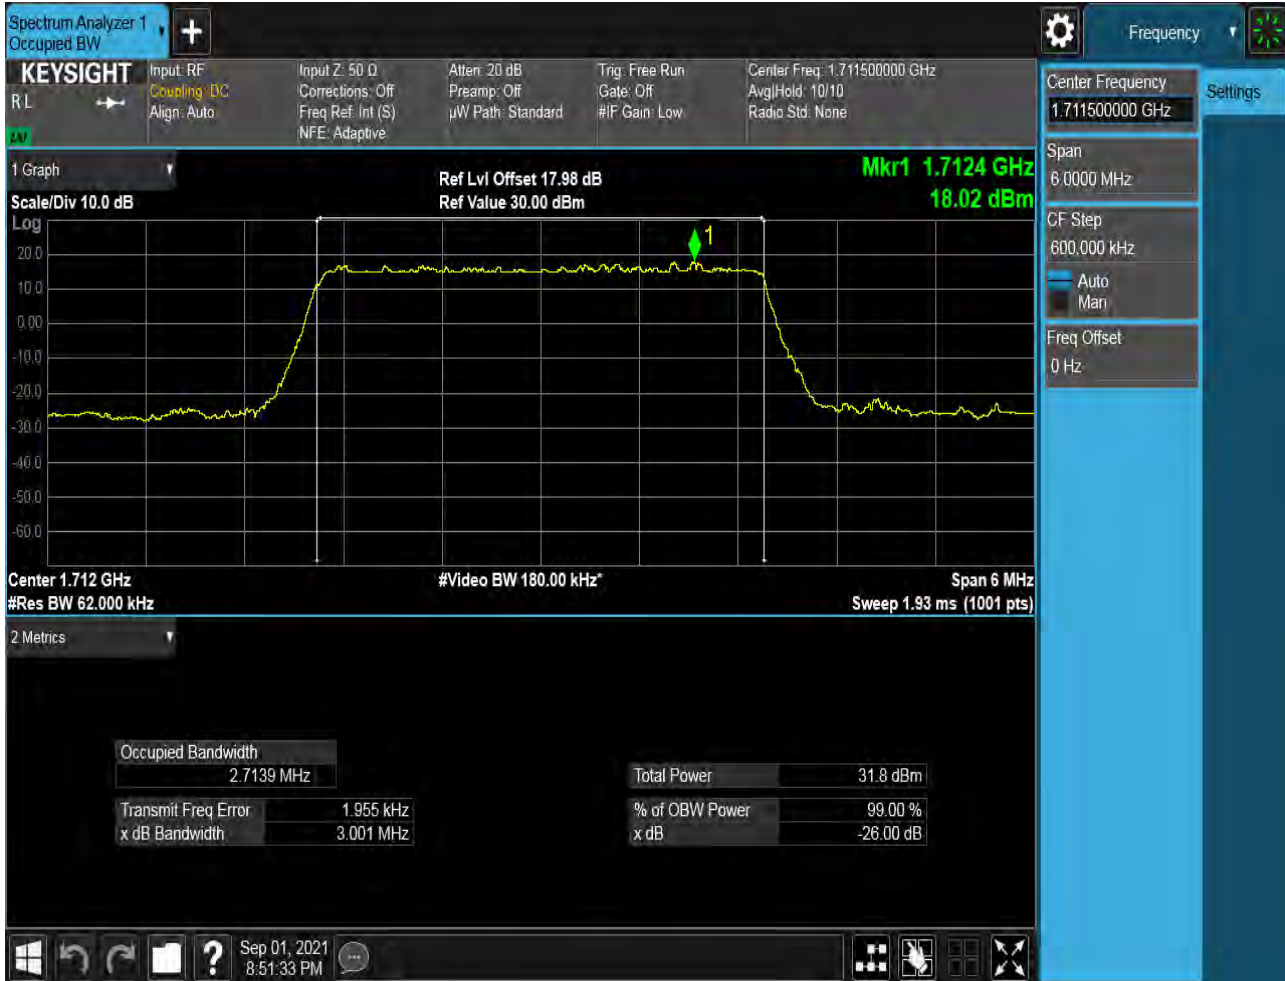 Spectrum Analyzer 1
Occupied BW
Frequency
KEYSIGHT
R L
LXI
Input: RF
Coupling: DC
Align: Auto
Input Z: 50 Ω
Corrections: Off
Freq Ref: Int (S)
NFE: Adaptive
Atten: 20 dB
Preamp: Off
µW Path: Standard
Trig: Free Run
Gate: Off
#IF Gain: Low
Center Freq: 1.711500000 GHz
Avg|Hold: 10/10
Radio Std: None
Center Frequency
1.711500000 GHz
Settings
Span
6.0000 MHz
CF Step
600.000 kHz
Auto
Man
Freq Offset
0 Hz
1 Graph
Scale/Div 10.0 dB
Ref Lvl Offset 17.98 dB
Ref Value 30.00 dBm
Mkr1 1.7124 GHz
18.02 dBm
Log
1
20.0
10.0
0.00
-10.0
-20.0
-30.0
-40.0
-50.0
-60.0
Center 1.712 GHz
#Res BW 62.000 kHz
#Video BW 180.00 kHz*
Span 6 MHz
Sweep 1.93 ms (1001 pts)
2 Metrics
Occupied Bandwidth
2.7139 MHz
Transmit Freq Error 1.955 kHz
x dB Bandwidth 3.001 MHz
Total Power 31.8 dBm
% of OBW Power 99.00 %
x dB -26.00 dB
Sep 01, 2021
8:51:33 PM